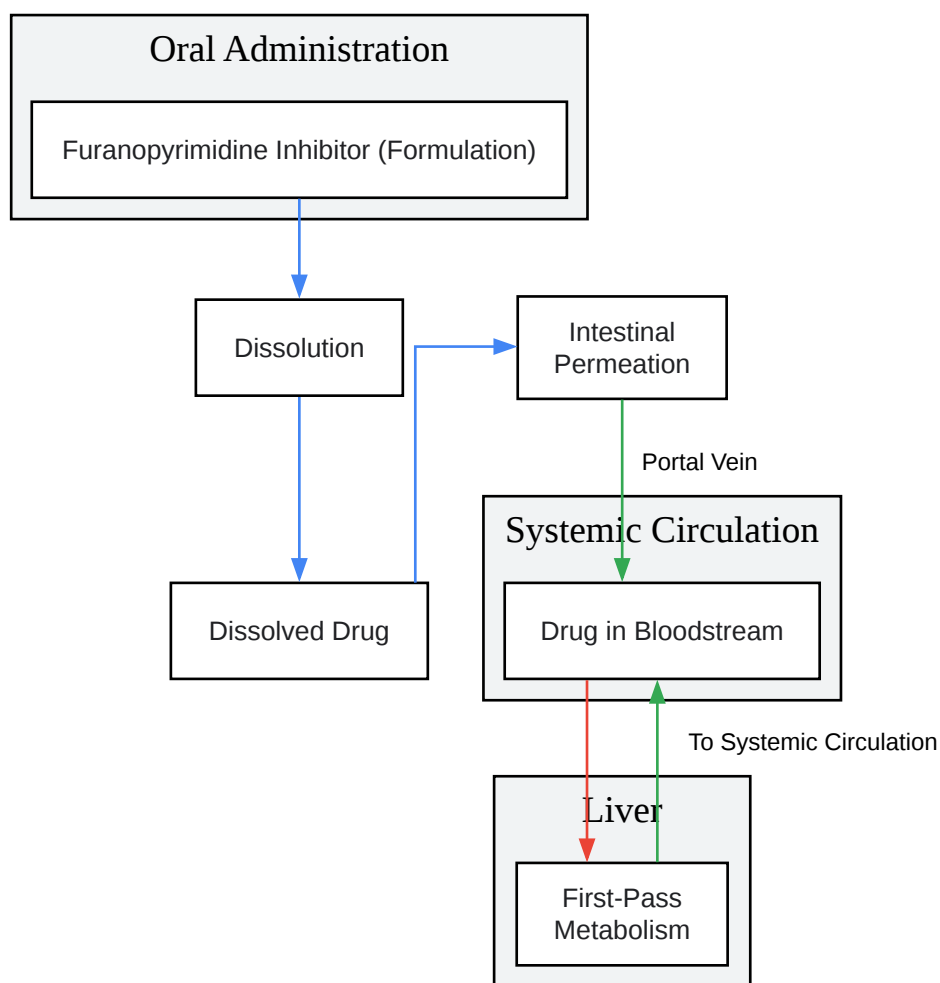 Oral Administration
Furanopyrimidine Inhibitor (Formulation)
Dissolution
Intestinal
Permeation
Portal Vein
Systemic Circulation
Dissolved Drug
Drug in Bloodstream
To Systemic Circulation
Liver
First-Pass
Metabolism